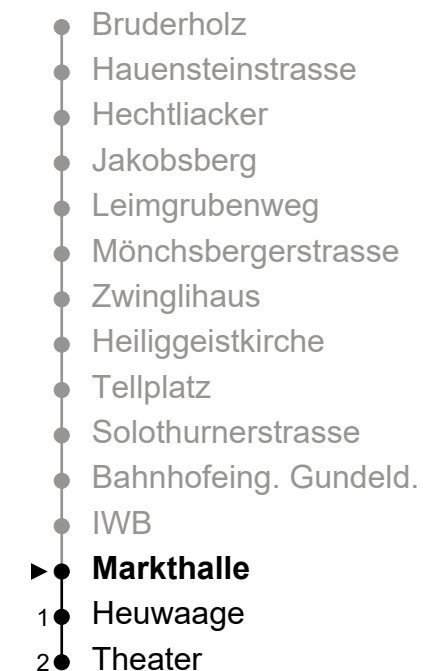 Bruderholz
Hauensteinstrasse
Hechtliacker
Jakobsberg
Leimgrubenweg
Mönchsbergerstrasse
Zwinglihaus
Heiliggeistkirche
Tellplatz
Solothurnerstrasse
Bahnhofeing. Gundeld.
IWB
Markthalle
1 Heuwaage
2 Theater